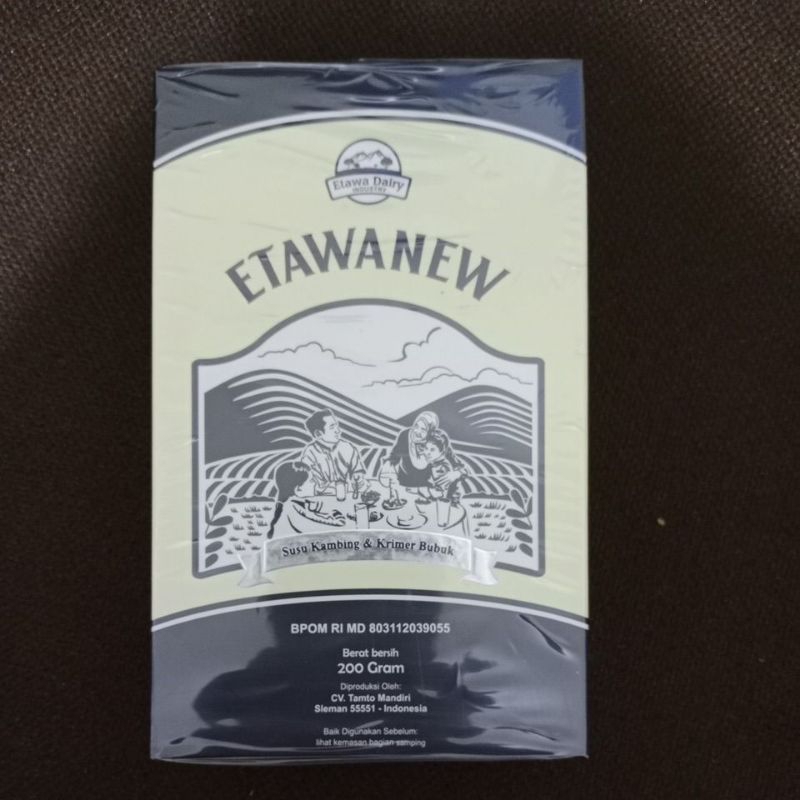 Etawa Dairy
INDUSTRY
ETAWANEW
Susu Kambing & Krimer Bubuk
BPOM RI MD 803112039055
Berat bersih
200 Gram
Diproduksi Oleh:
CV. Tamto Mandiri
Sleman 55551 - Indonesia
Baik Digunakan Sebelum:
lihat kemasan bagian samping